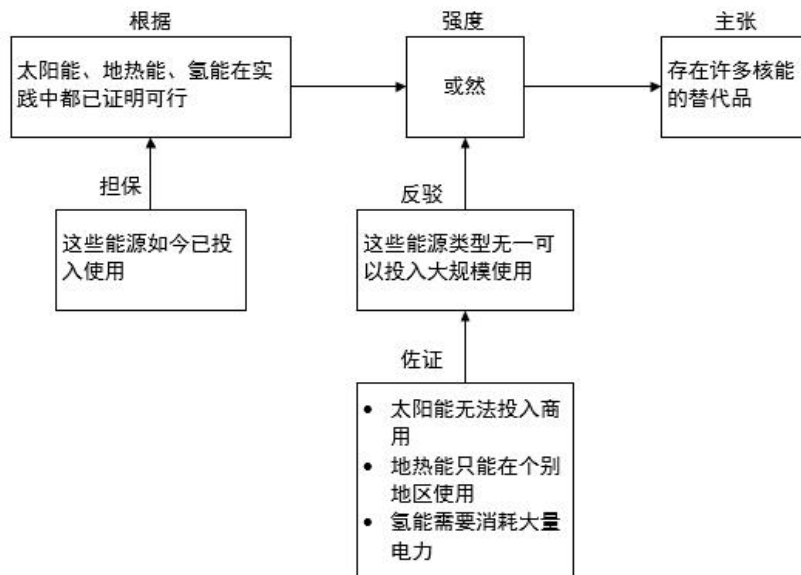 根据
强度
主张
太阳能、地热能、氢能在实
践中都已证明可行
或然
存在许多核能
的替代品
担保
反驳
这些能源如今已投
入使用
这些能源类型无一可
以投入大规模使用
佐证
• 太阳能无法投入商
用
• 地热能只能在个别
地区使用
• 氢能需要消耗大量
电力